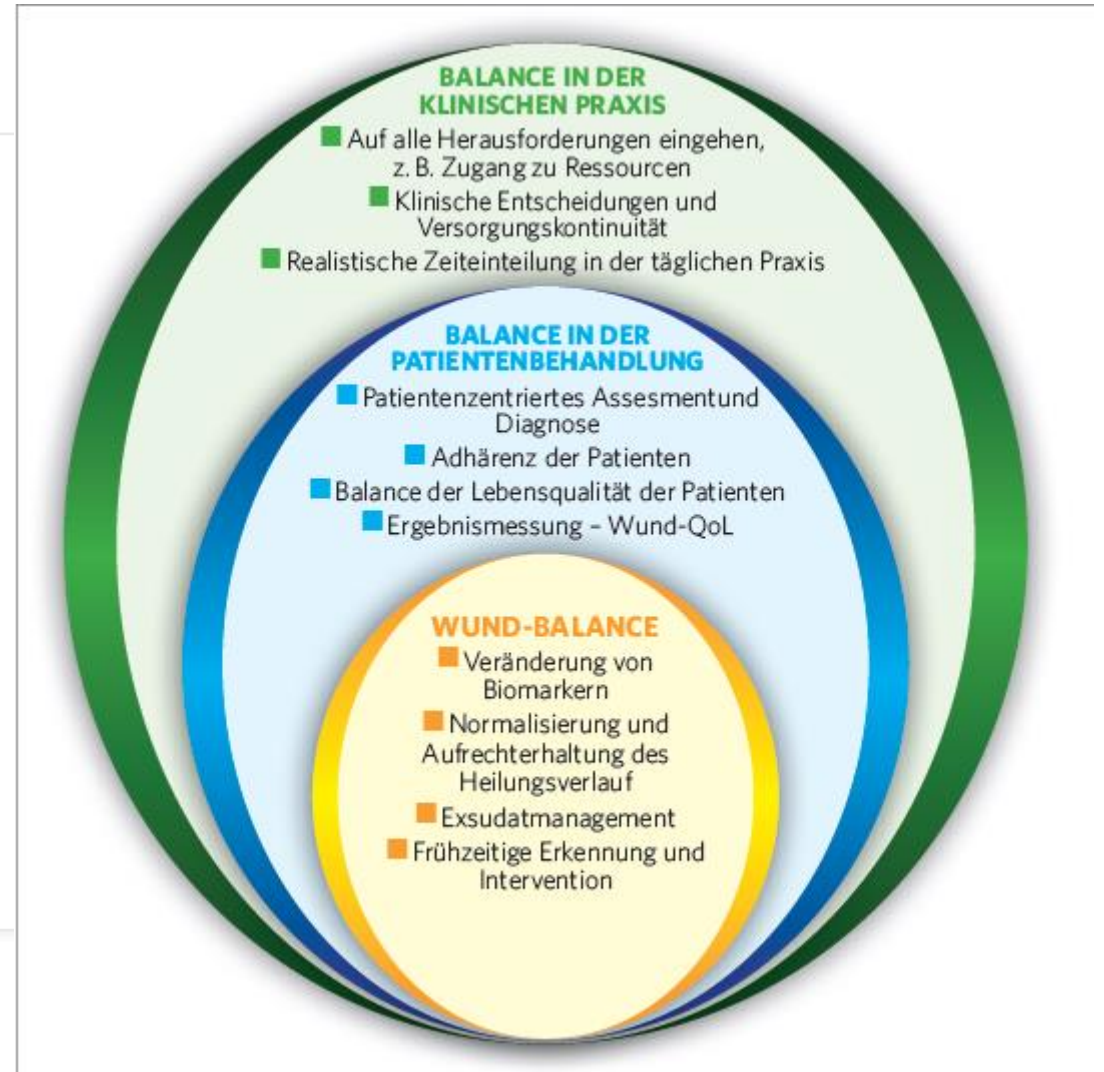 BALANCE IN DER
KLINISCHEN PRAXIS
Auf alle Herausforderungen eingehen,
z. B. Zugang zu Ressourcen
Klinische Entscheidungen und
Versorgungskontinuität
Realistische Zeiteinteilung in der täglichen Praxis
BALANCE IN DER
PATIENTENBEHANDLUNG
Patientenzentriertes Assesmentund
Diagnose
Adhärenz der Patienten
Balance der Lebensqualität der Patienten
Ergebnismessung – Wund-QoL
WUND-BALANCE
Veränderung von
Biomarkern
Normalisierung und
Aufrechterhaltung des
Heilungsverlauf
Exsudatmanagement
Frühzeitige Erkennung und
Intervention